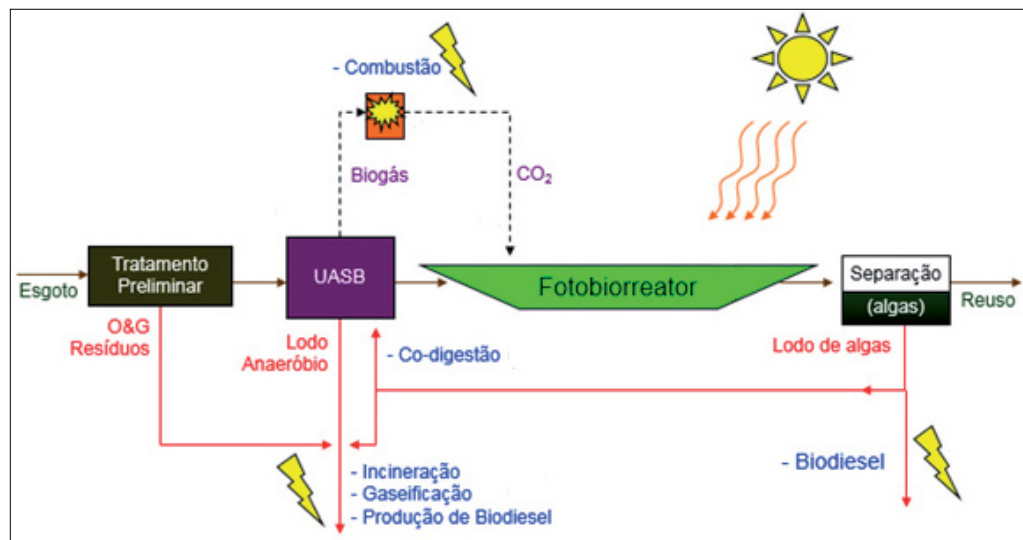 - Combustão
Biogás
CO₂
Esgoto
Tratamento
Preliminar
UASB
Fotobiorreator
Separação
(algas)
Reuso
O&G
Resíduos
Lodo
Anaeróbio
- Co-digestão
Lodo de algas
- Incineração
- Gaseificação
- Produção de Biodiesel
- Biodiesel